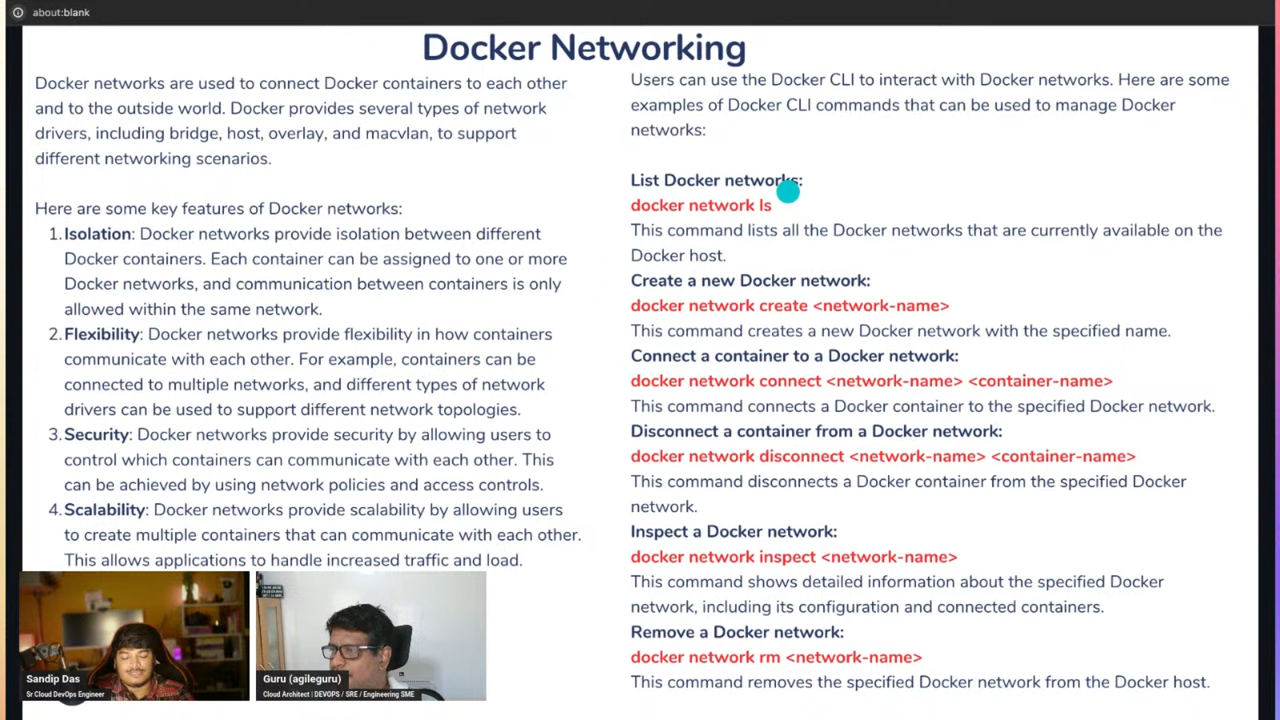 about:blank
Docker Networking
Docker networks are used to connect Docker containers to each other
and to the outside world. Docker provides several types of network
drivers, including bridge, host, overlay, and macvlan, to support
different networking scenarios.
Here are some key features of Docker networks:
1. Isolation: Docker networks provide isolation between different
Docker containers. Each container can be assigned to one or more
Docker networks, and communication between containers is only
allowed within the same network.
2. Flexibility: Docker networks provide flexibility in how containers
communicate with each other. For example, containers can be
connected to multiple networks, and different types of network
drivers can be used to support different network topologies.
3. Security: Docker networks provide security by allowing users to
control which containers can communicate with each other. This
can be achieved by using network policies and access controls.
4. Scalability: Docker networks provide scalability by allowing users
to create multiple containers that can communicate with each other.
This allows applications to handle increased traffic and load.
Users can use the Docker CLI to interact with Docker networks. Here are some
examples of Docker CLI commands that can be used to manage Docker
networks:
List Docker networks:
docker network ls
This command lists all the Docker networks that are currently available on the
Docker host.
Create a new Docker network:
docker network create <network-name>
This command creates a new Docker network with the specified name.
Connect a container to a Docker network:
docker network connect <network-name> <container-name>
This command connects a Docker container to the specified Docker network.
Disconnect a container from a Docker network:
docker network disconnect <network-name> <container-name>
This command disconnects a Docker container from the specified Docker
network.
Inspect a Docker network:
docker network inspect <network-name>
This command shows detailed information about the specified Docker
network, including its configuration and connected containers.
Remove a Docker network:
docker network rm <network-name>
This command removes the specified Docker network from the Docker host.
Sandip Das
Sr Cloud DevOps Engineer
Guru (agileguru)
Cloud Architect | DEVOPS / SRE / Engineering SME